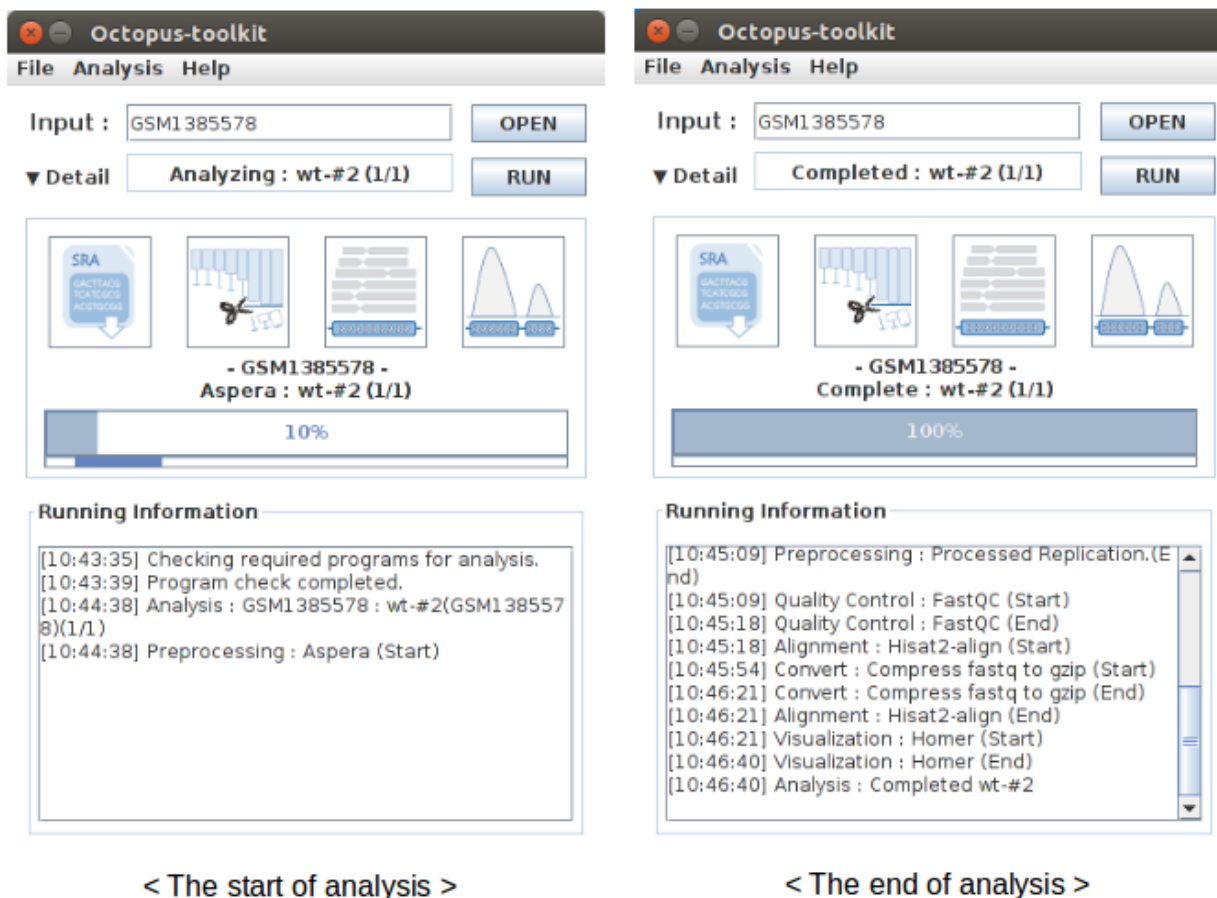 Octopus-toolkit
File Analysis Help
Input : GSM1385578 OPEN
▼ Detail Analyzing : wt-#2 (1/1) RUN
SRA
GACTTACG
TCATCGCG
ACGTGCGG
- GSM1385578 -
Aspera : wt-#2 (1/1)
10%
Running Information
[10:43:35] Checking required programs for analysis.
[10:43:39] Program check completed.
[10:44:38] Analysis : GSM1385578 : wt-#2(GSM138557
8)(1/1)
[10:44:38] Preprocessing : Aspera (Start)
< The start of analysis >
Octopus-toolkit
File Analysis Help
Input : GSM1385578 OPEN
▼ Detail Completed : wt-#2 (1/1) RUN
SRA
GACTTACG
TCATCGCG
ACGTGCGG
- GSM1385578 -
Complete : wt-#2 (1/1)
100%
Running Information
[10:45:09] Preprocessing : Processed Replication.(E
nd)
[10:45:09] Quality Control : FastQC (Start)
[10:45:18] Quality Control : FastQC (End)
[10:45:18] Alignment : Hisat2-align (Start)
[10:45:54] Convert : Compress fastq to gzip (Start)
[10:46:21] Convert : Compress fastq to gzip (End)
[10:46:21] Alignment : Hisat2-align (End)
[10:46:21] Visualization : Homer (Start)
[10:46:40] Visualization : Homer (End)
[10:46:40] Analysis : Completed wt-#2
< The end of analysis >